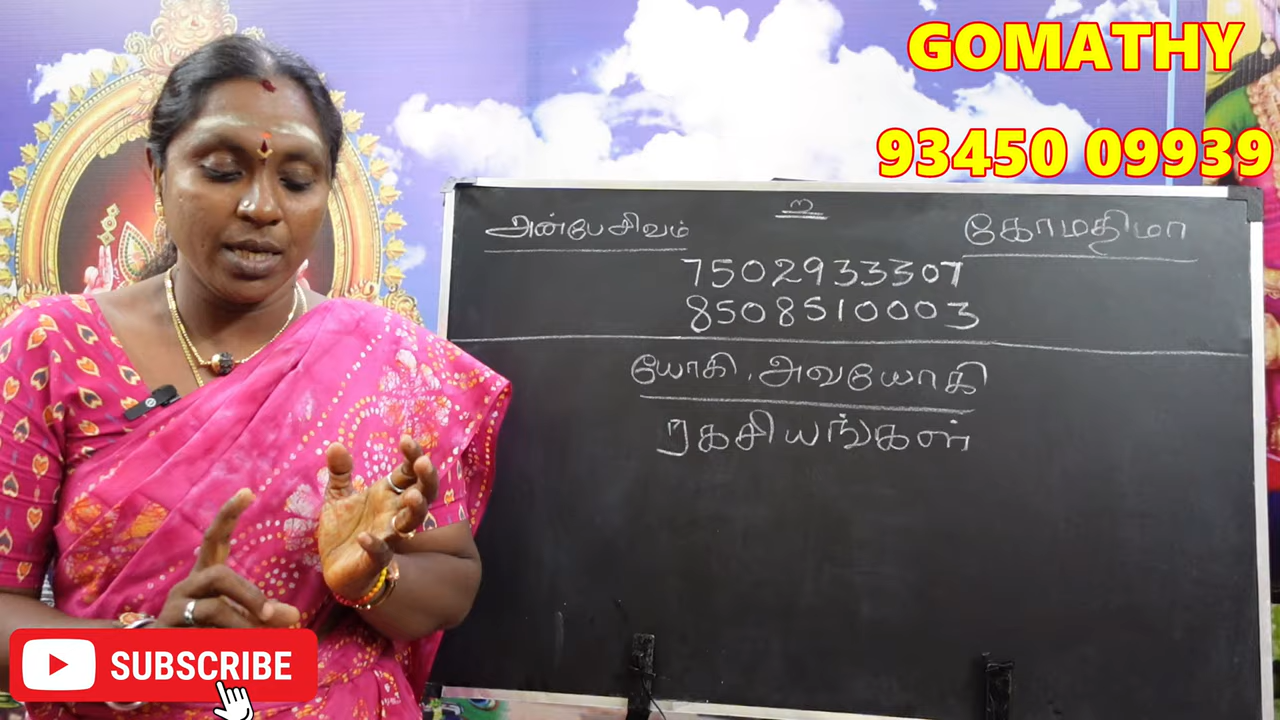 GOMATHY
93450 09939
உ
அன்பே சிவம் கோமதிமா
7502933307
8508510003
யோகி, அவயோகி
ரகசியங்கள்
SUBSCRIBE